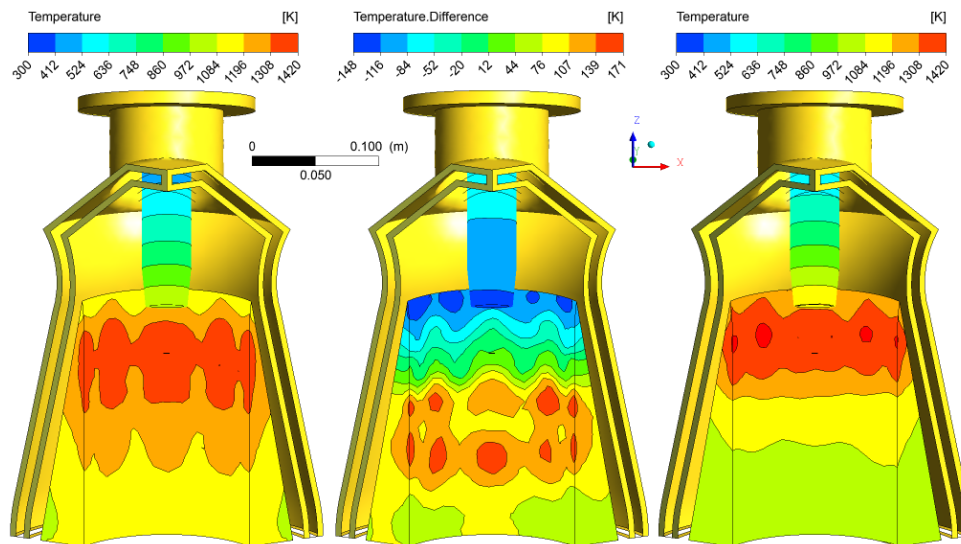 Temperature [K]
300 412 524 636 748 860 972 1084 1196 1308 1420
Temperature.Difference [K]
-148 -116 -84 -52 -20 12 44 76 107 139 171
Temperature [K]
300 412 524 636 748 860 972 1084 1196 1308 1420
0 0.100 (m)
0.050
Z
Y
X